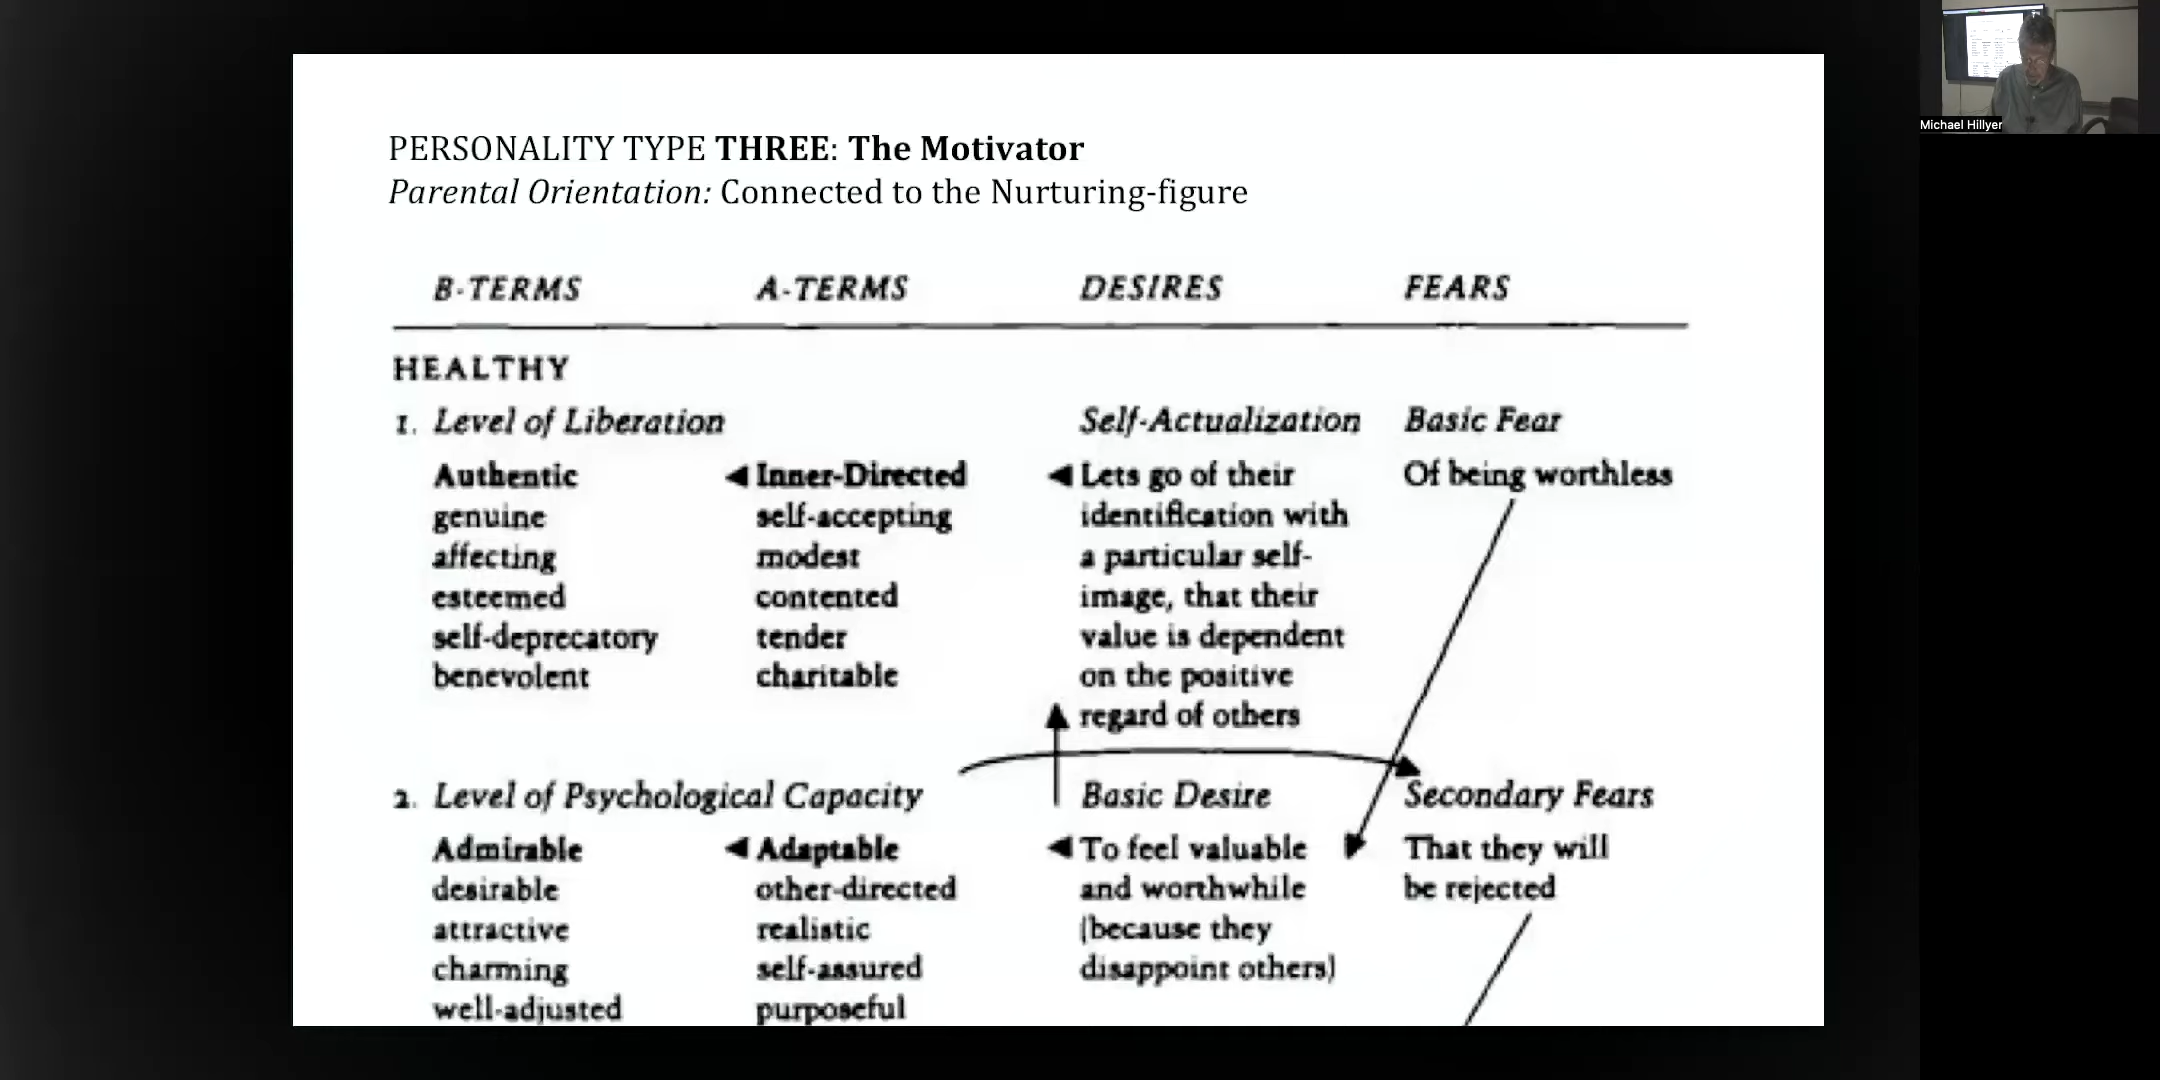 PERSONALITY TYPE THREE: The Motivator
Parental Orientation: Connected to the Nurturing-figure
B-TERMS A-TERMS DESIRES FEARS
HEALTHY
1. Level of Liberation Self-Actualization Basic Fear
Authentic ◄ Inner-Directed ◄ Lets go of their Of being worthless
genuine self-accepting identification with
affecting modest a particular self-
esteemed contented image, that their
self-deprecatory tender value is dependent
benevolent charitable on the positive
regard of others
2. Level of Psychological Capacity Basic Desire Secondary Fears
Admirable ◄ Adaptable ◄ To feel valuable That they will
desirable other-directed and worthwhile be rejected
attractive realistic (because they
charming self-assured disappoint others)
well-adjusted purposeful
Michael Hillyer